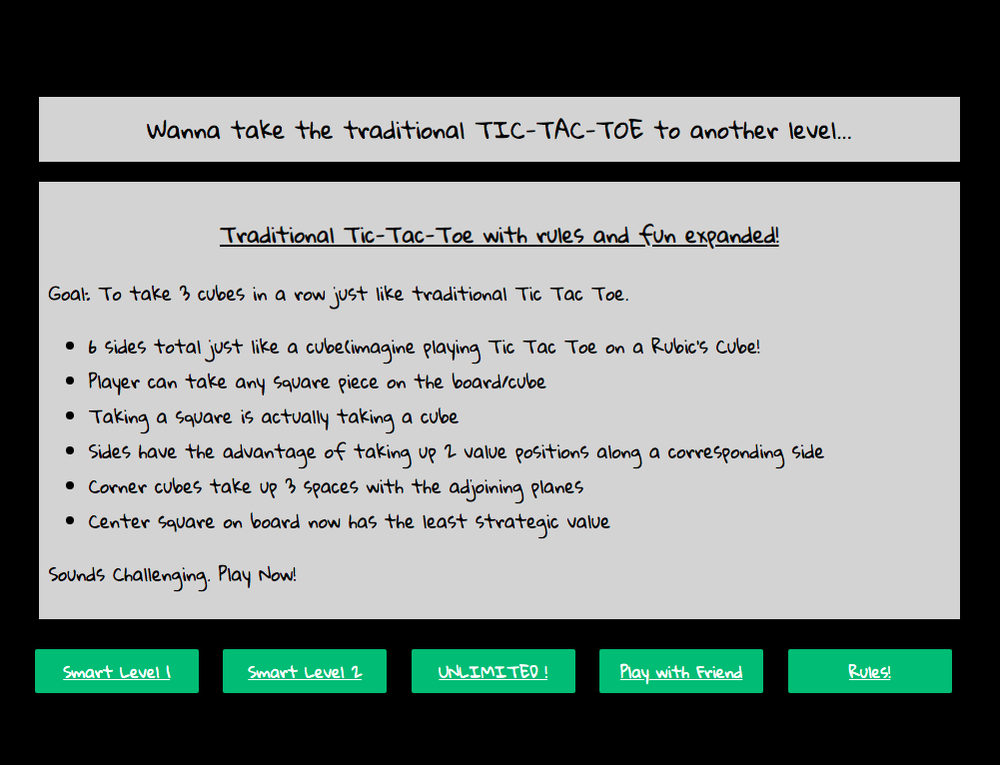 Wanna take the traditional TIC-TAC-TOE to another level...
Traditional Tic-Tac-Toe with rules and fun expanded!
Goal: To take 3 cubes in a row just like traditional Tic Tac Toe.
6 sides total just like a cube(imagine playing Tic Tac Toe on a Rubic's Cube!
Player can take any square piece on the board/cube
Taking a square is actually taking a cube
Sides have the advantage of taking up 2 value positions along a corresponding side
Corner cubes take up 3 spaces with the adjoining planes
Center square on board now has the least strategic value
Sounds Challenging. Play Now!
Smart Level 1
Smart Level 2
UNLIMITED !
Play with Friend
Rules!